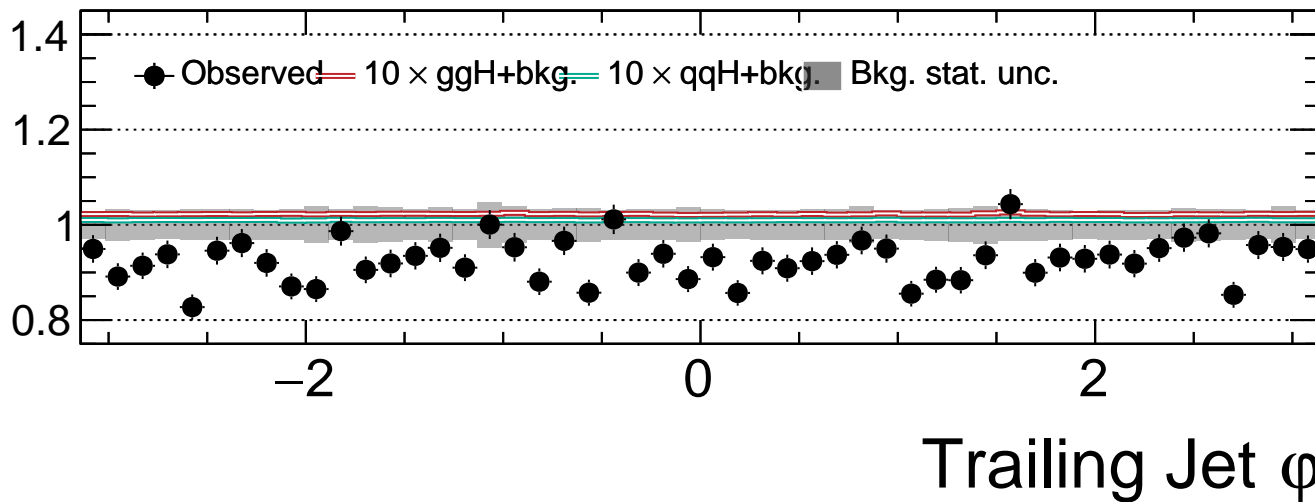 1.4
Observed 10 × ggH+bkg. 10 × qqH+bkg. Bkg. stat. unc.
1.2
1
0.8
−2 0 2
Trailing Jet φ